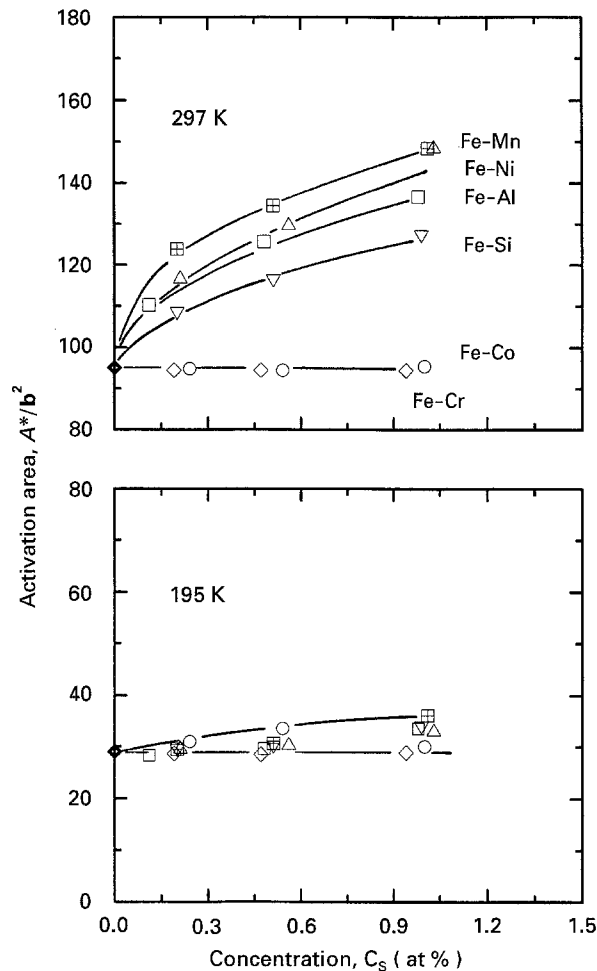 180
160
140
120
100
80
297 K
Fe-Mn
Fe-Ni
Fe-Al
Fe-Si
Fe-Co
Fe-Cr
Activation area, A*/b²
80
60
40
20
0
195 K
0.0 0.3 0.6 0.9 1.2 1.5
Concentration, Cₛ ( at % )